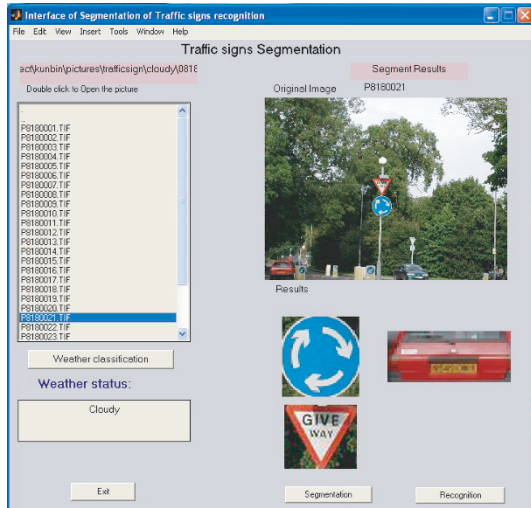 Interface of Segmentation of Traffic signs recognition
File Edit View Insert Tools Window Help
Traffic signs Segmentation
ect\kunbin\pictures\trafficsign\cloudy\0818
Segment Results
Double click to Open the picture
Original Image P8180021
.
..
P8180001.TIF
P8180002.TIF
P8180003.TIF
P8180004.TIF
P8180005.TIF
P8180006.TIF
P8180007.TIF
P8180008.TIF
P8180009.TIF
P8180010.TIF
P8180011.TIF
P8180012.TIF
P8180013.TIF
P8180014.TIF
P8180015.TIF
P8180016.TIF
P8180017.TIF
P8180018.TIF
P8180019.TIF
P8180020.TIF
P8180021.TIF
P8180022.TIF
P8180023.TIF
Results
Weather classification
Weather status:
Cloudy
GIVE
WAY
Exit
Segmentation
Recognition